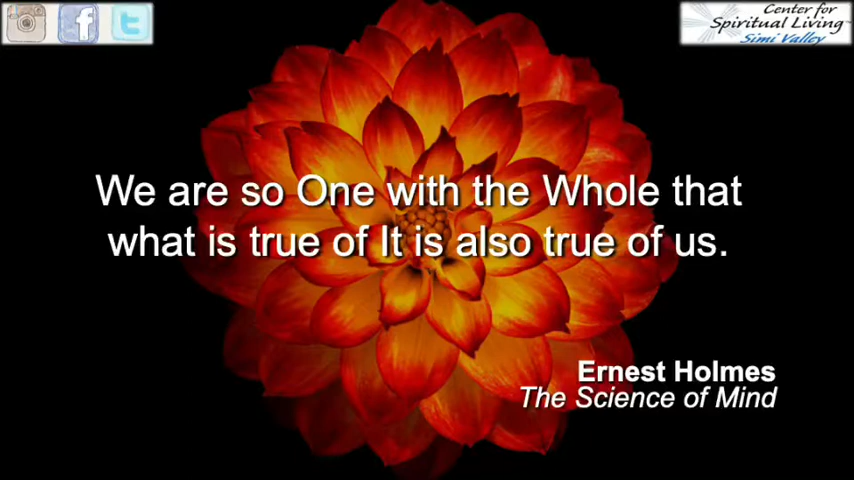 Center for
Spiritual Living
Simi Valley
We are so One with the Whole that
what is true of It is also true of us.
Ernest Holmes
The Science of Mind